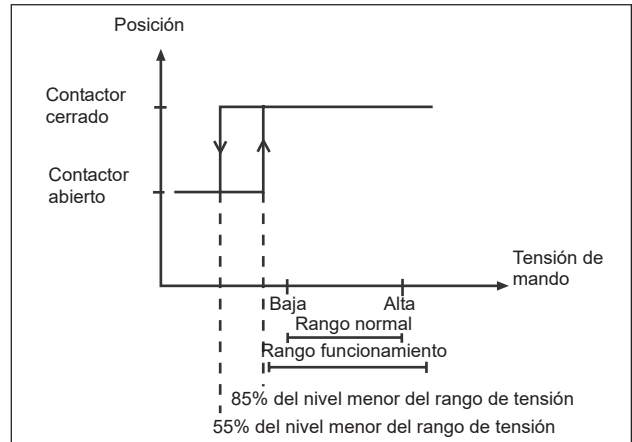 Posición
Contactor
cerrado
Contactor
abierto
Tensión de
mando
Baja
Alta
Rango normal
Rango funcionamiento
85% del nivel menor del rango de tensión
55% del nivel menor del rango de tensión